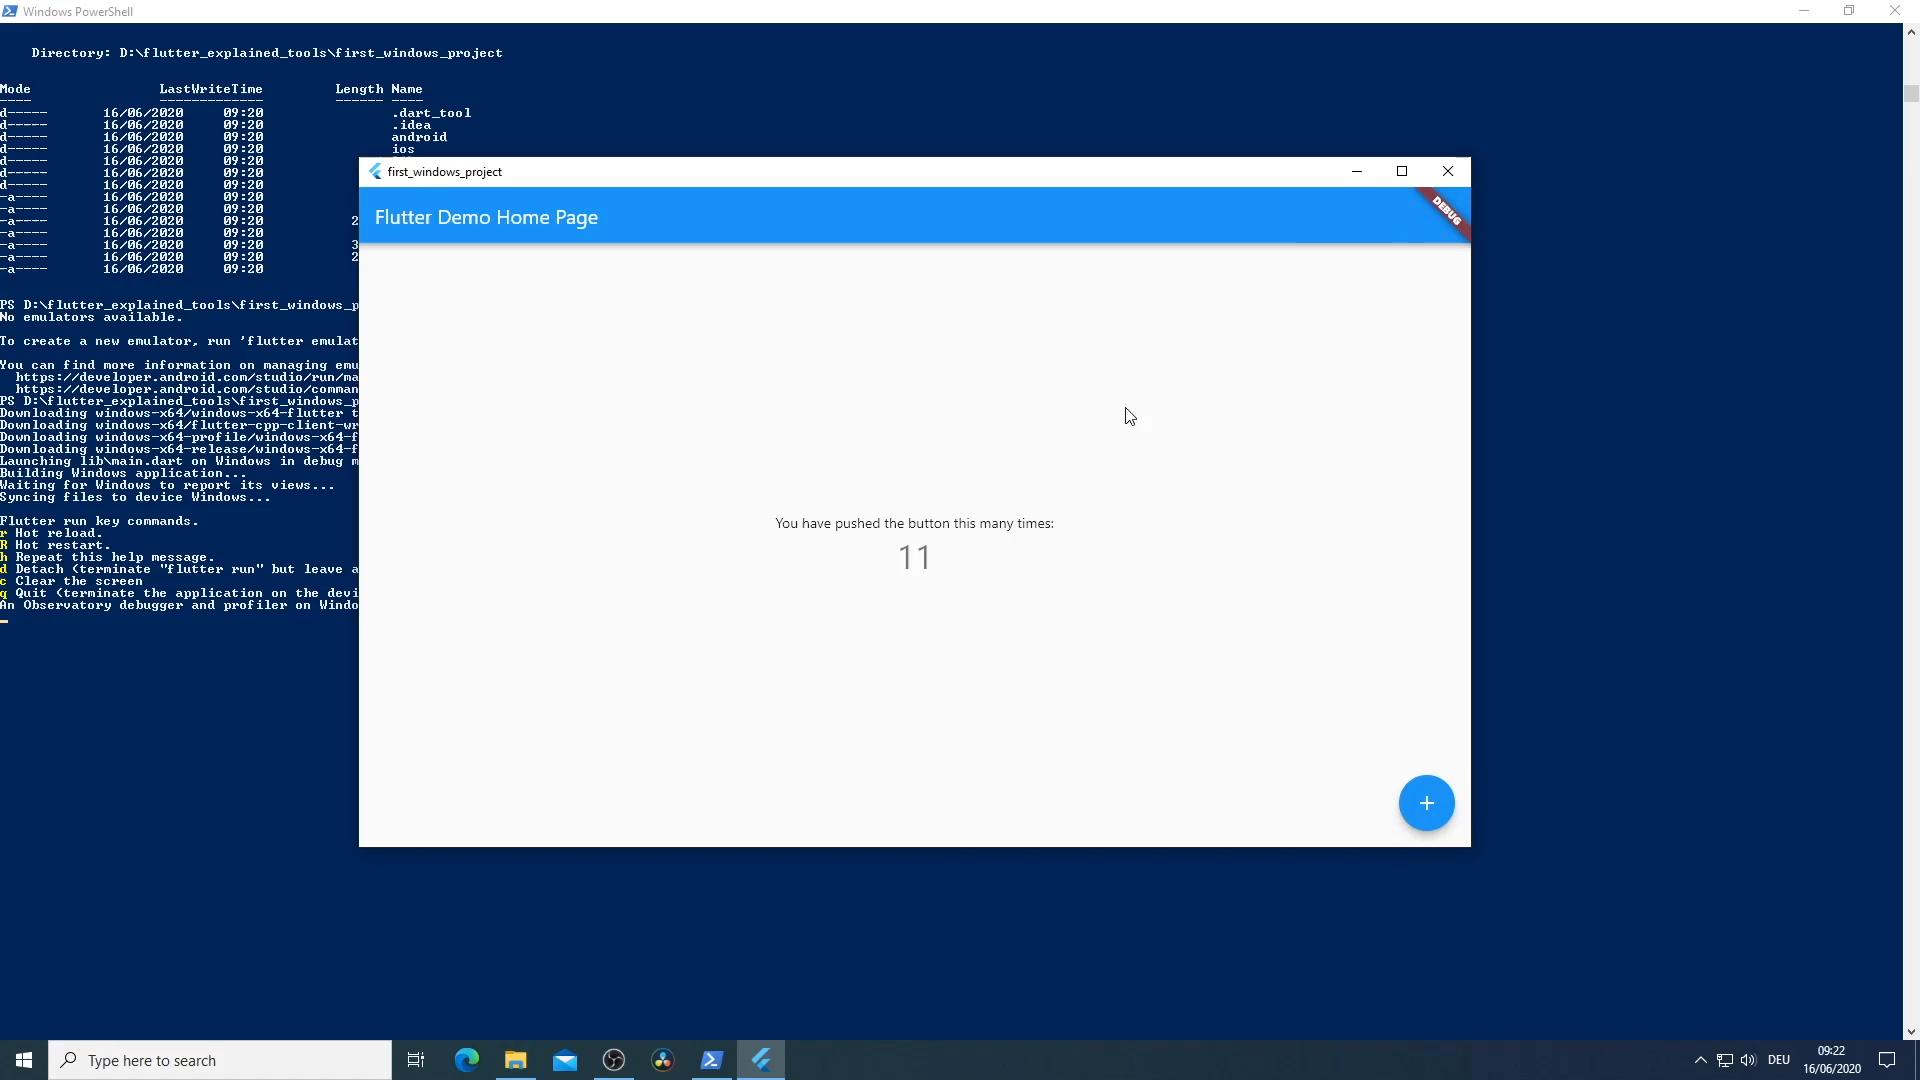 Windows PowerShell
Directory: D:\flutter_explained_tools\first_windows_project
Mode LastWriteTime Length Name
---- ------------- ------ ----
d----- 16/06/2020 09:20 .dart_tool
d----- 16/06/2020 09:20 .idea
d----- 16/06/2020 09:20 android
d----- 16/06/2020 09:20 ios
d----- 16/06/2020 09:20
d----- 16/06/2020 09:20
d----- 16/06/2020 09:20
-a---- 16/06/2020 09:20
-a---- 16/06/2020 09:20
-a---- 16/06/2020 09:20 2
-a---- 16/06/2020 09:20
-a---- 16/06/2020 09:20 3
-a---- 16/06/2020 09:20 2
-a---- 16/06/2020 09:20
PS D:\flutter_explained_tools\first_windows_p
No emulators available.
To create a new emulator, run 'flutter emulat
You can find more information on managing emu
https://developer.android.com/studio/run/ma
https://developer.android.com/studio/comman
PS D:\flutter_explained_tools\first_windows_p
Downloading windows-x64/windows-x64-flutter t
Downloading windows-x64/flutter-cpp-client-wr
Downloading windows-x64-profile/windows-x64-f
Downloading windows-x64-release/windows-x64-f
Launching lib\main.dart on Windows in debug m
Building Windows application...
Waiting for Windows to report its views...
Syncing files to device Windows...
Flutter run key commands.
r Hot reload.
R Hot restart.
h Repeat this help message.
d Detach (terminate "flutter run" but leave a
c Clear the screen
q Quit (terminate the application on the devi
An Observatory debugger and profiler on Windo
first_windows_project
Flutter Demo Home Page
DEBUG
You have pushed the button this many times:
11
+
Type here to search
DEU
09:22
16/06/2020